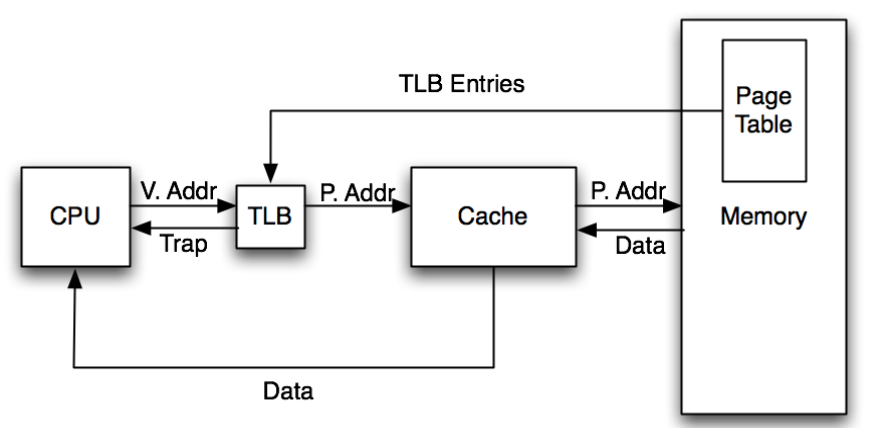 TLB Entries
Page
Table
V. Addr
P. Addr
P. Addr
CPU
TLB
Cache
Memory
Trap
Data
Data